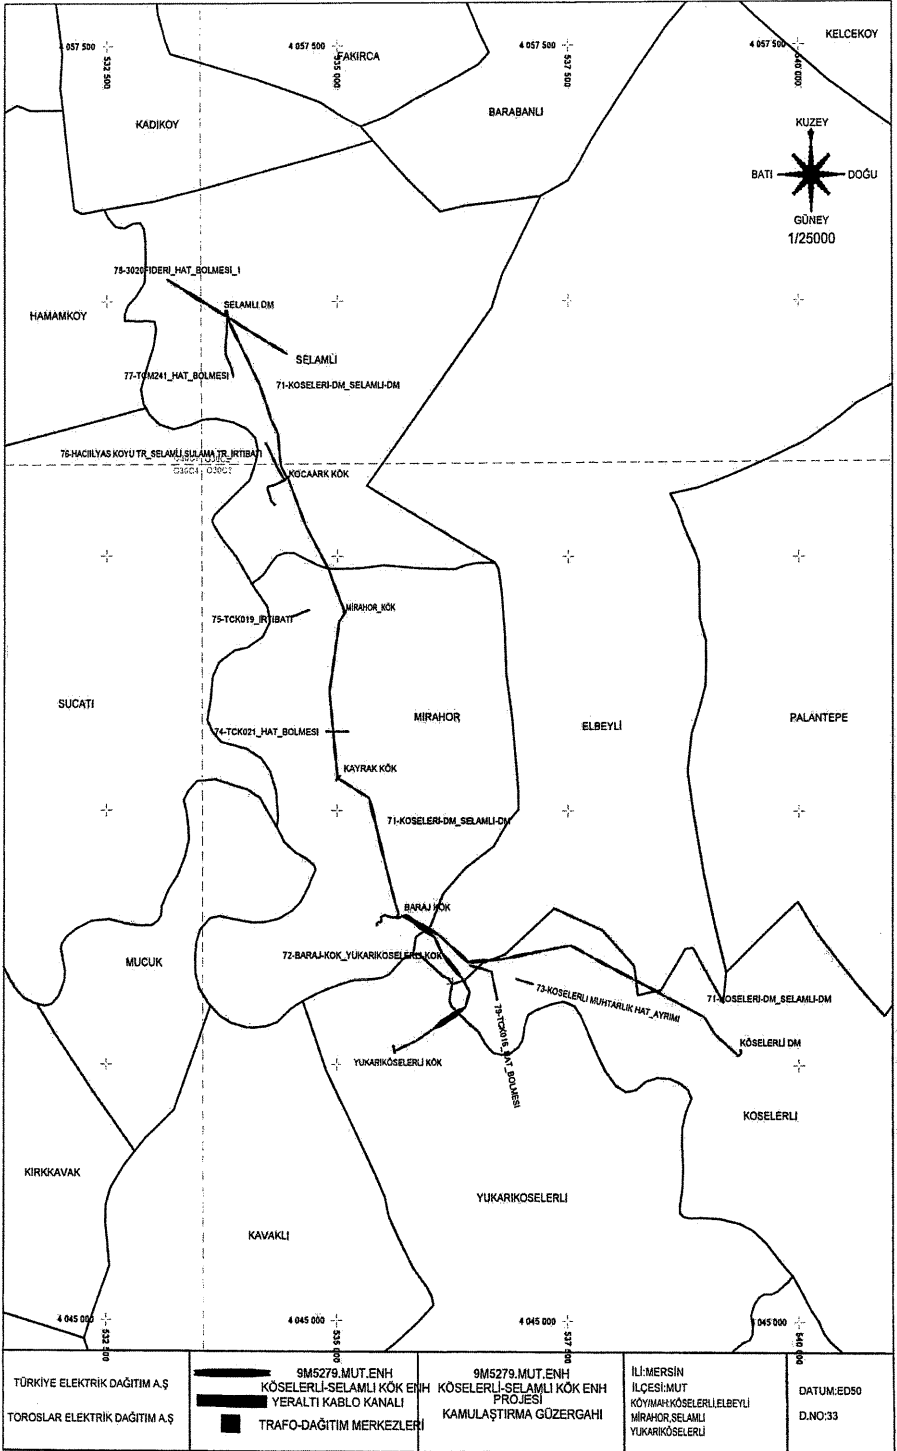 4 057 500
532 500
4 057 500
535 000
4 057 500
537 500
4 057 500
540 000
KELCEKOY
FAKIRCA
KADIKOY
BARABANLI
KUZEY
BATI
DOĞU
GÜNEY
1/25000
78-3020FIDERI_HAT_BOLMESI_1
SELAMLI DM
HAMAMKOY
SELAMLI
77-TCM241_HAT_BOLMESI
71-KOSELERI-DM_SELAMLI-DM
76-HACIILYAS KOYU TR_SELAMLI SULAMA TR_IRTIBATI
KOCAARK KÖK
MİRAHOR_KÖK
75-TCK019_IRTIBATI
SUCATI
MIRAHOR
ELBEYLİ
PALANTEPE
74-TCK021_HAT_BOLMESI
KAYRAK KÖK
71-KOSELERI-DM_SELAMLI-DM
BARAJ KÖK
72-BARAJ-KOK_YUKARIKOSELERLI-KOK
MUCUK
73-KOSELERLI MUHTARLIK HAT_AYRIMI
71-KOSELERI-DM_SELAMLI-DM
79-TCK016_HAT_BOLMESI
KÖSELERLİ DM
YUKARIKÖSELERLİ KÖK
KOSELERLI
KIRKKAVAK
YUKARIKOSELERLI
KAVAKLI
4 045 000
532 500
4 045 000
535 000
4 045 000
537 500
4 045 000
540 000
TÜRKİYE ELEKTRİK DAĞITIM A.Ş
TOROSLAR ELEKTRİK DAĞITIM A.Ş
9M5279.MUT.ENH
KÖSELERLİ-SELAMLI KÖK ENH
YERALTI KABLO KANALI
TRAFO-DAĞITIM MERKEZLERİ
9M5279.MUT.ENH
KÖSELERLİ-SELAMLI KÖK ENH
PROJESİ
KAMULAŞTIRMA GÜZERGAHI
İLİ:MERSİN
İLÇESİ:MUT
KÖY/MAH:KÖSELERLİ,ELBEYLİ
MİRAHOR,SELAMLI
YUKARIKÖSELERLİ
DATUM:ED50
D.NO:33